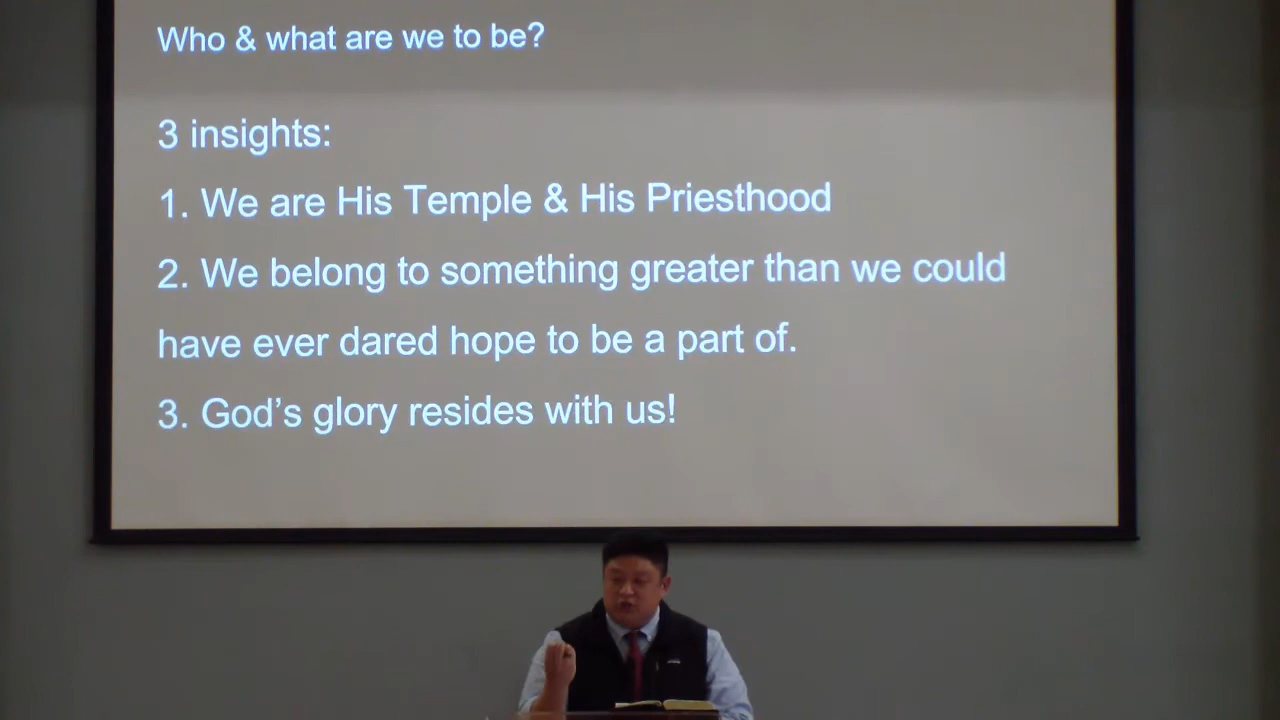 Who & what are we to be?
3 insights:
1. We are His Temple & His Priesthood
2. We belong to something greater than we could
have ever dared hope to be a part of.
3. God's glory resides with us!